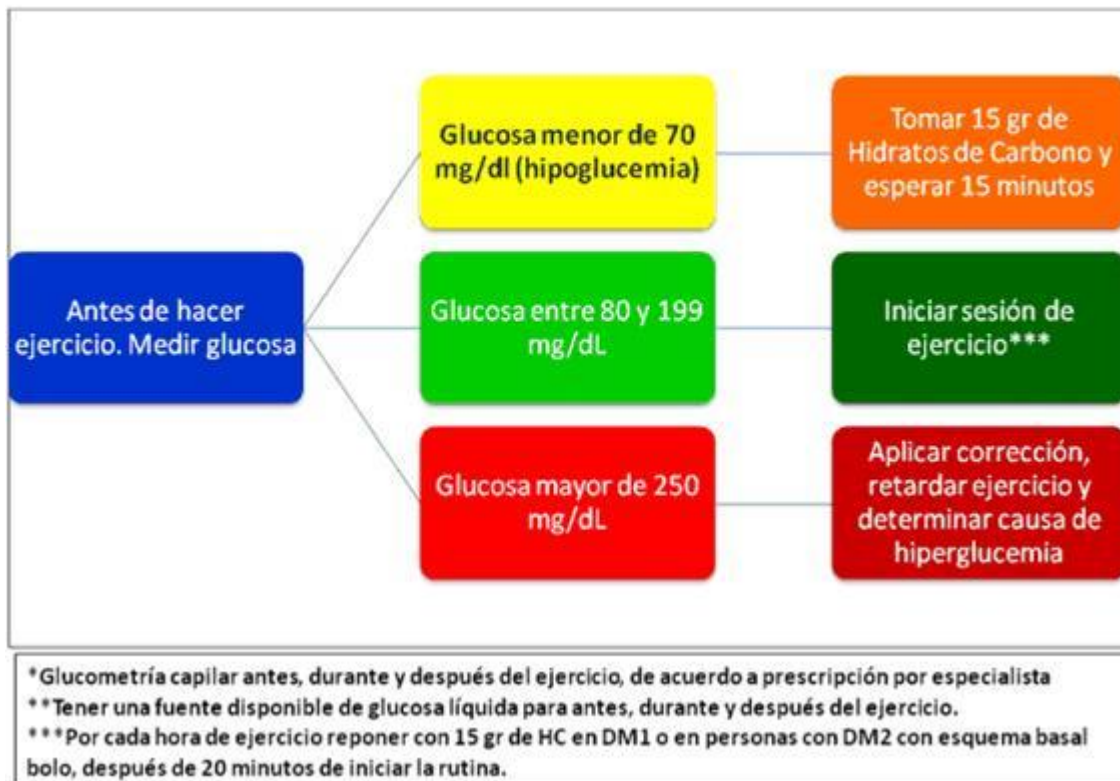 Antes de hacer
ejercicio. Medir glucosa
Glucosa menor de 70
mg/dl (hipoglucemia)
Tomar 15 gr de
Hidratos de Carbono y
esperar 15 minutos
Glucosa entre 80 y 199
mg/dL
Iniciar sesión de
ejercicio***
Glucosa mayor de 250
mg/dL
Aplicar corrección,
retardar ejercicio y
determinar causa de
hiperglucemia
*Glucometría capilar antes, durante y después del ejercicio, de acuerdo a prescripción por especialista
**Tener una fuente disponible de glucosa líquida para antes, durante y después del ejercicio.
***Por cada hora de ejercicio reponer con 15 gr de HC en DM1 o en personas con DM2 con esquema basal
bolo, después de 20 minutos de iniciar la rutina.